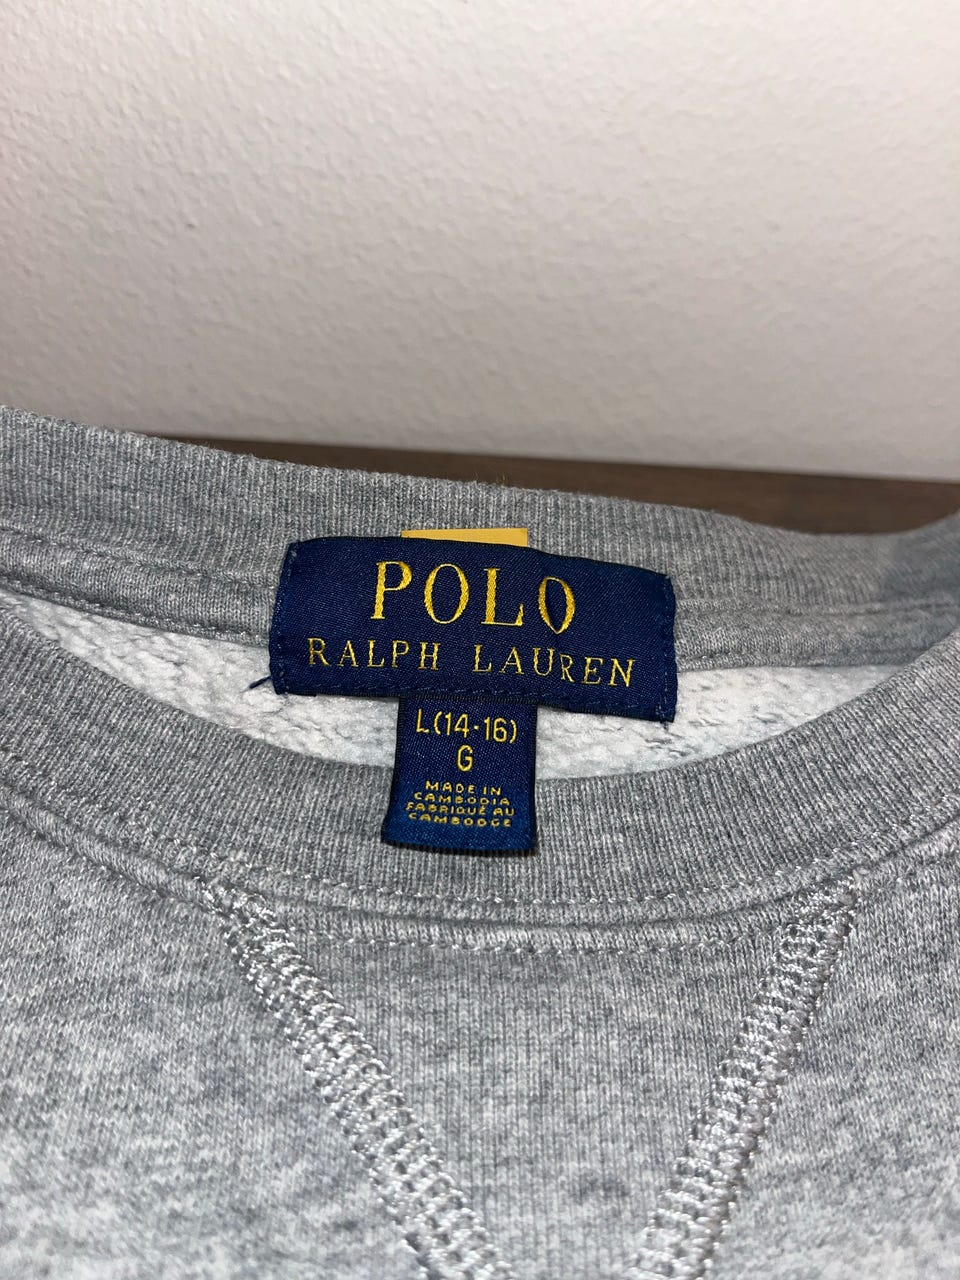 POLO
RALPH LAUREN
L(14-16)
G
MADE IN
CAMBODIA
FABRIQUÉ AU
CAMBODGE